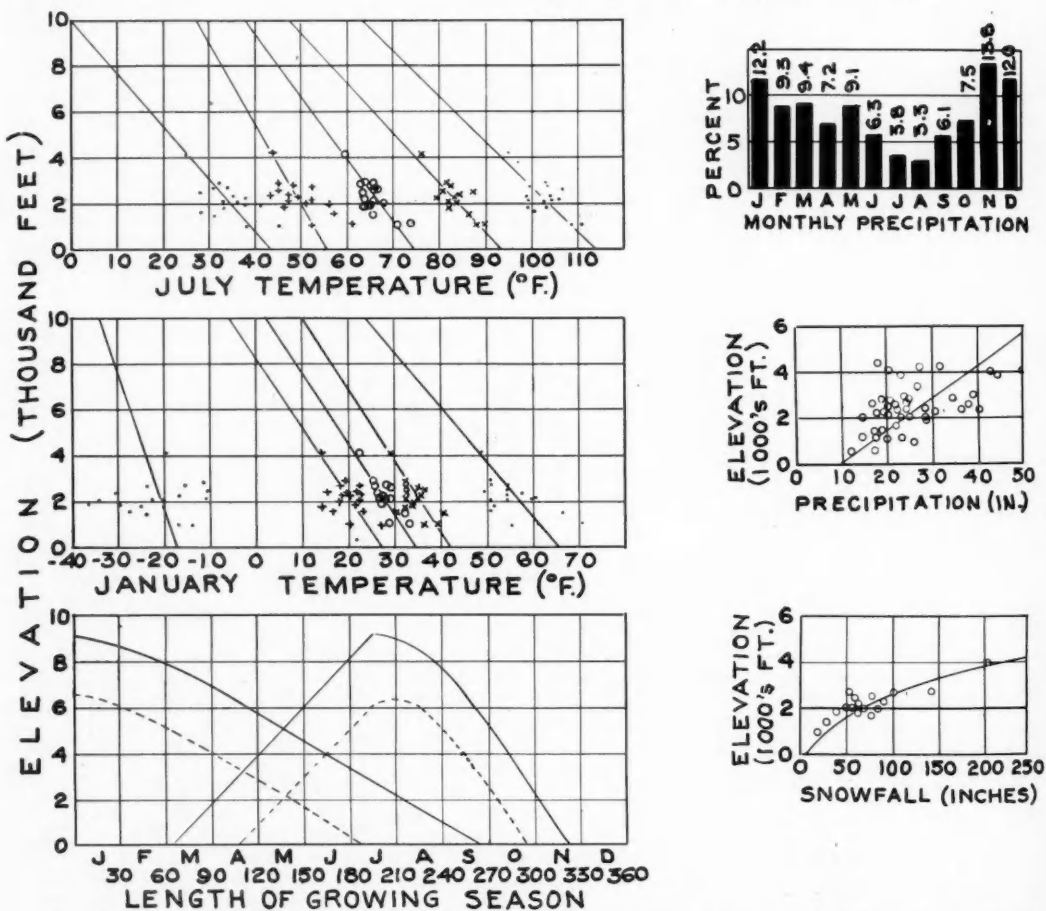 ELEVATION (THOUSAND FEET)
10
8
6
4
2
0
0 10 20 30 40 50 60 70 80 90 100 110
JULY TEMPERATURE (°F.)
10
8
6
4
2
0
-40 -30 -20 -10 0 10 20 30 40 50 60 70
JANUARY TEMPERATURE (°F.)
10
8
6
4
2
0
J F M A M J J A S O N D
30 60 90 120 150 180 210 240 270 300 330 360
LENGTH OF GROWING SEASON
PERCENT
10
5
0
12.2 9.3 9.4 7.2 9.1 6.3 3.8 3.3 6.1 7.5 13.8 12.0
J F M A M J J A S O N D
MONTHLY PRECIPITATION
ELEVATION
(1000's FT.)
6
4
2
0
0 10 20 30 40 50
PRECIPITATION (IN.)
ELEVATION
(1000's FT.)
6
4
2
0
0 50 100 150 200 250
SNOWFALL (INCHES)